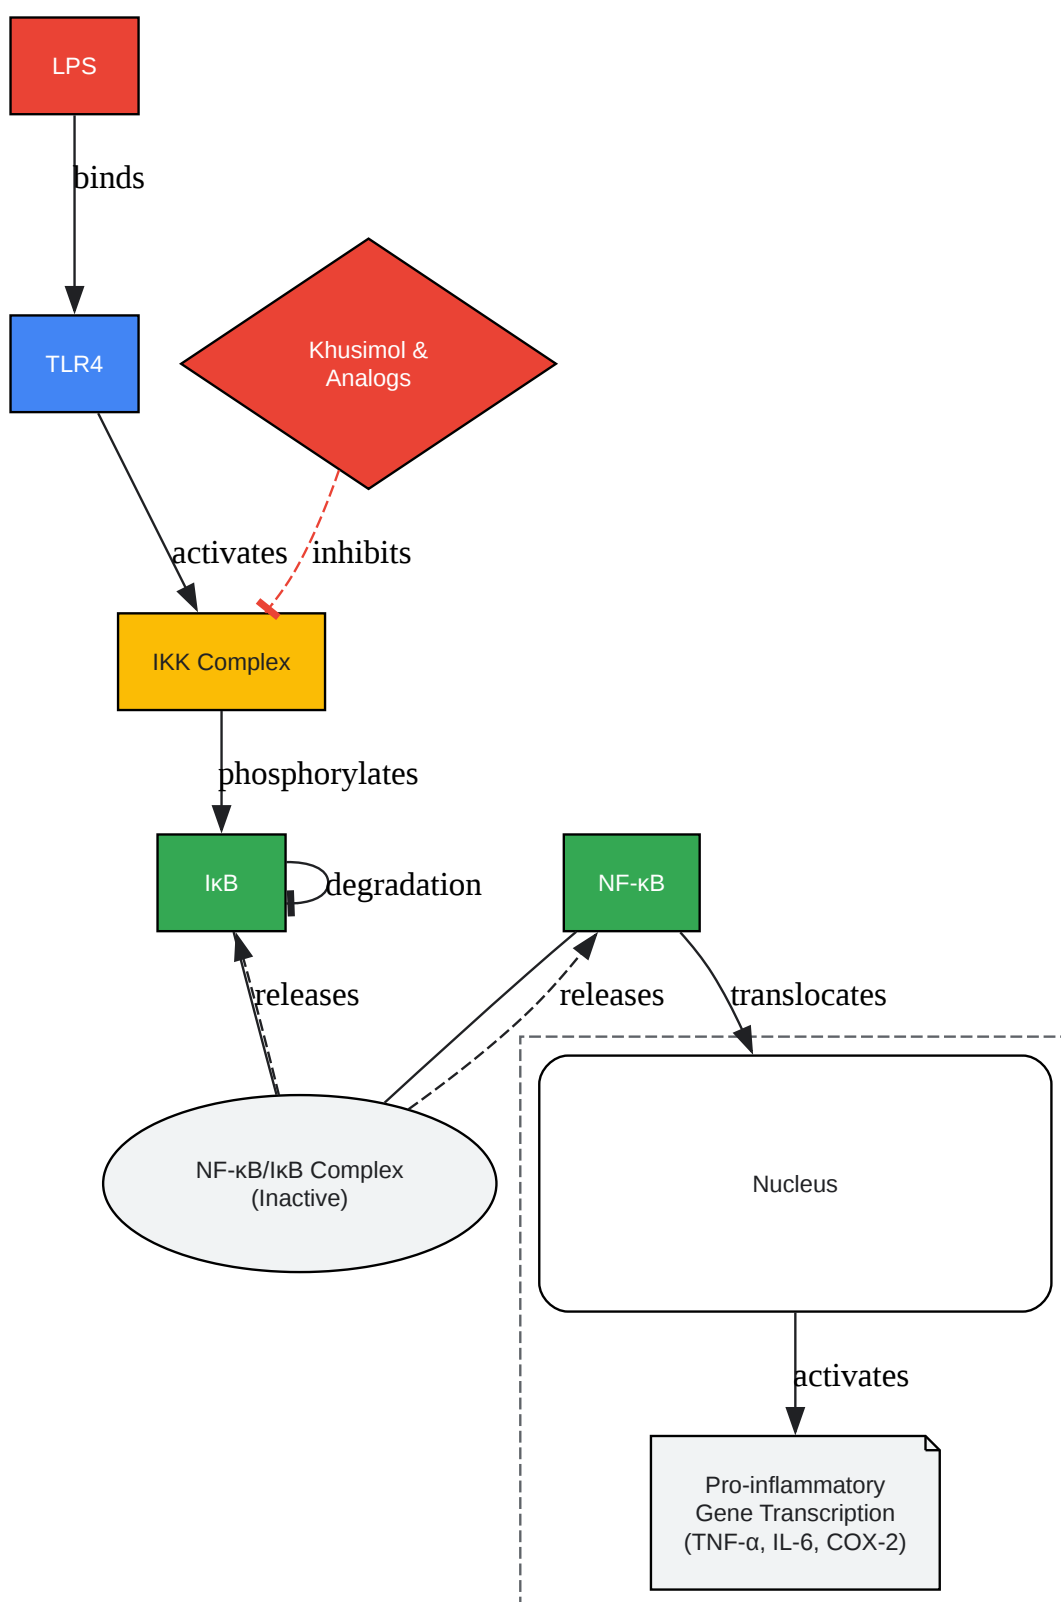 LPS
binds
TLR4
Khusimol &
Analogs
activates
inhibits
IKK Complex
phosphorylates
IκB
degradation
NF-κB
releases
releases
translocates
NF-κB/IκB Complex
(Inactive)
Nucleus
activates
Pro-inflammatory
Gene Transcription
(TNF-α, IL-6, COX-2)